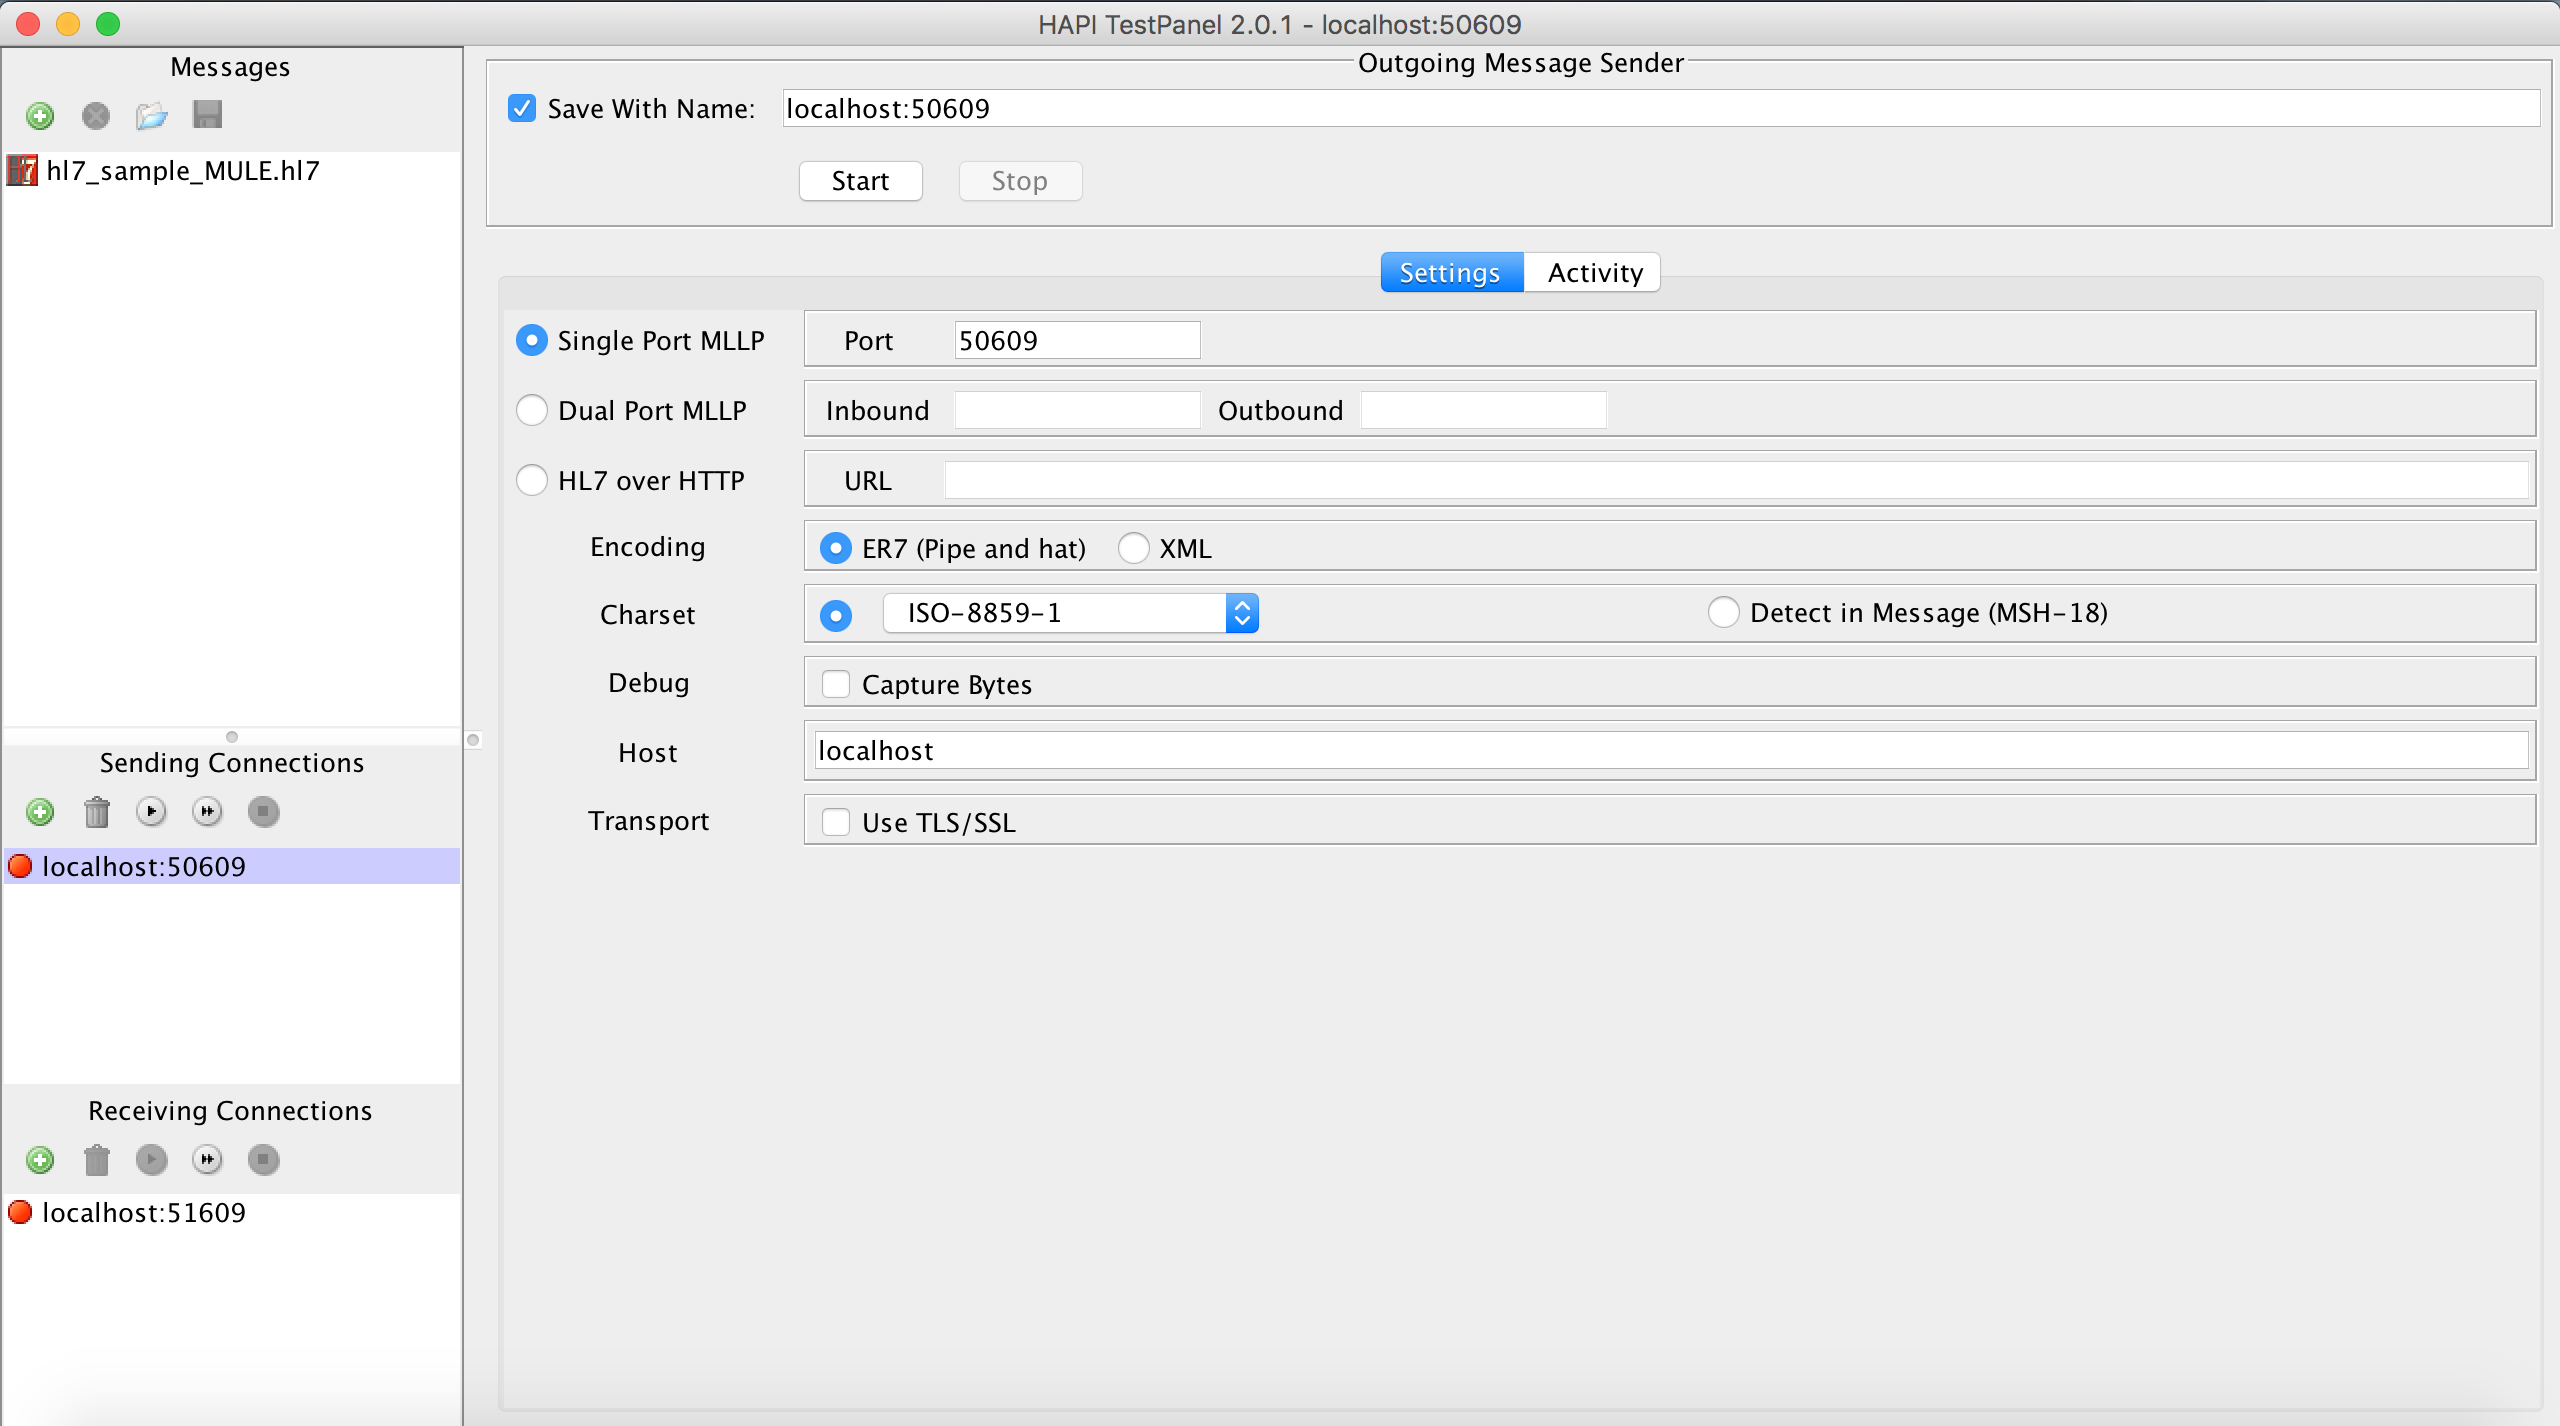 HAPI TestPanel 2.0.1 - localhost:50609
Messages
hl7_sample_MULE.hl7
Sending Connections
localhost:50609
Receiving Connections
localhost:51609
Outgoing Message Sender
Save With Name: localhost:50609
Start Stop
Settings Activity
Single Port MLLP Port 50609
Dual Port MLLP Inbound Outbound
HL7 over HTTP URL
Encoding ER7 (Pipe and hat) XML
Charset ISO-8859-1 Detect in Message (MSH-18)
Debug Capture Bytes
Host localhost
Transport Use TLS/SSL